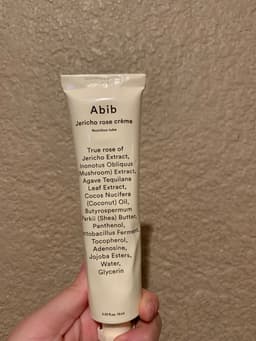 Abib
Jericho rose crème
Nutrition tube
True rose of
Jericho Extract,
Inonotus Obliquus
(Mushroom) Extract,
Agave Tequilana
Leaf Extract,
Cocos Nucifera
(Coconut) Oil,
Butyrospermum
Parkii (Shea) Butter,
Panthenol,
Lactobacillus Ferment,
Tocopherol,
Adenosine,
Jojoba Esters,
Water,
Glycerin